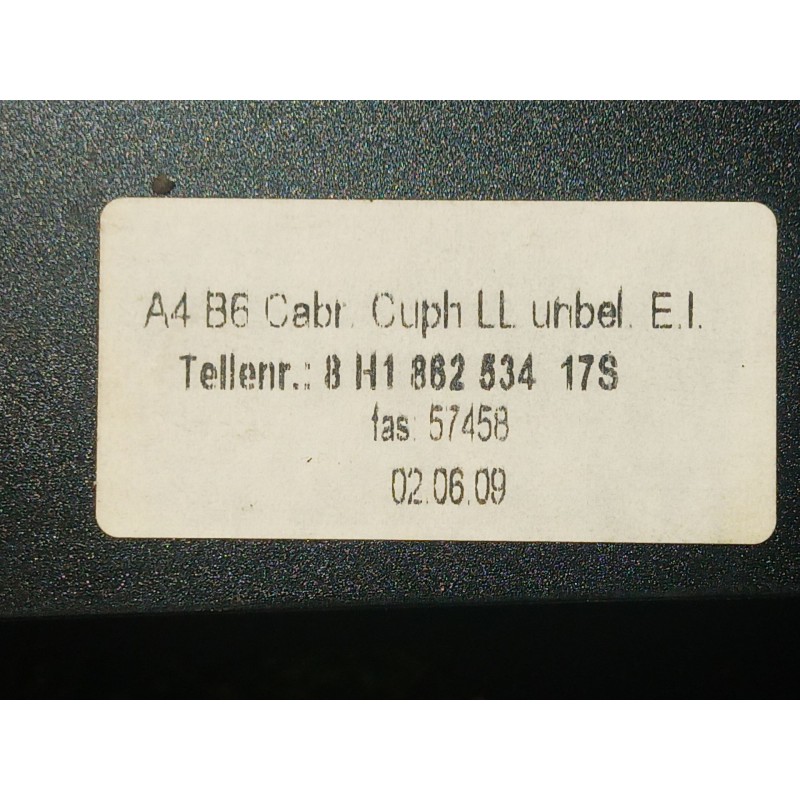 A4 B6 Cabr. Cuph LL unbel. E.I.
Tellenr.: 8 H1 862 534 17S
fas: 57458
02.06.09